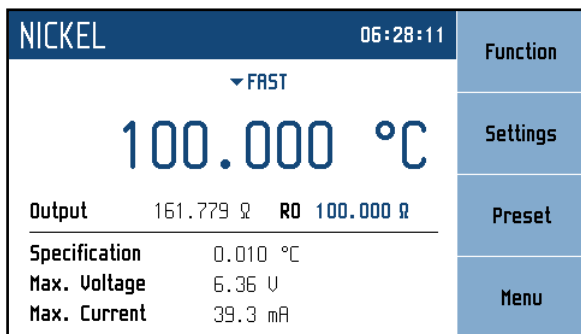 NICKEL 06:28:11
Function
FAST
100.000 °C
Settings
Output 161.779 Ω R0 100.000 Ω
Preset
Specification 0.010 °C
Max. Voltage 6.36 V
Max. Current 39.3 mA
Menu